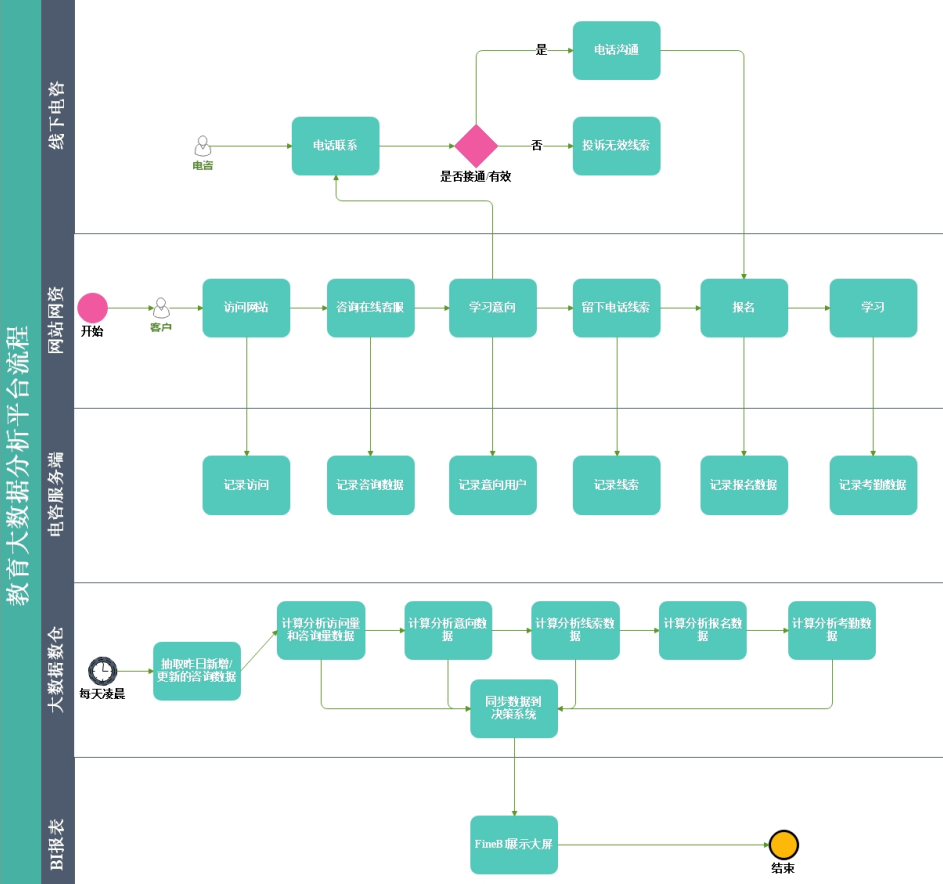 教育大数据分析平台流程
线下电咨
是
电话沟通
电咨
电话联系
是否接通/有效
否
投诉无效线索
网站网资
开始
客户
访问网站
咨询在线客服
学习意向
留下电话线索
报名
学习
电咨服务端
记录访问
记录咨询数据
记录意向用户
记录线索
记录报名数据
记录考勤数据
大数据数仓
每天凌晨
抽取昨日新增/
更新的咨询数据
计算分析访问量
和咨询量数据
计算分析意向数
据
计算分析线索数
据
计算分析报名数
据
计算分析考勤数
据
同步数据到
决策系统
BI报表
FineBI展示大屏
结束